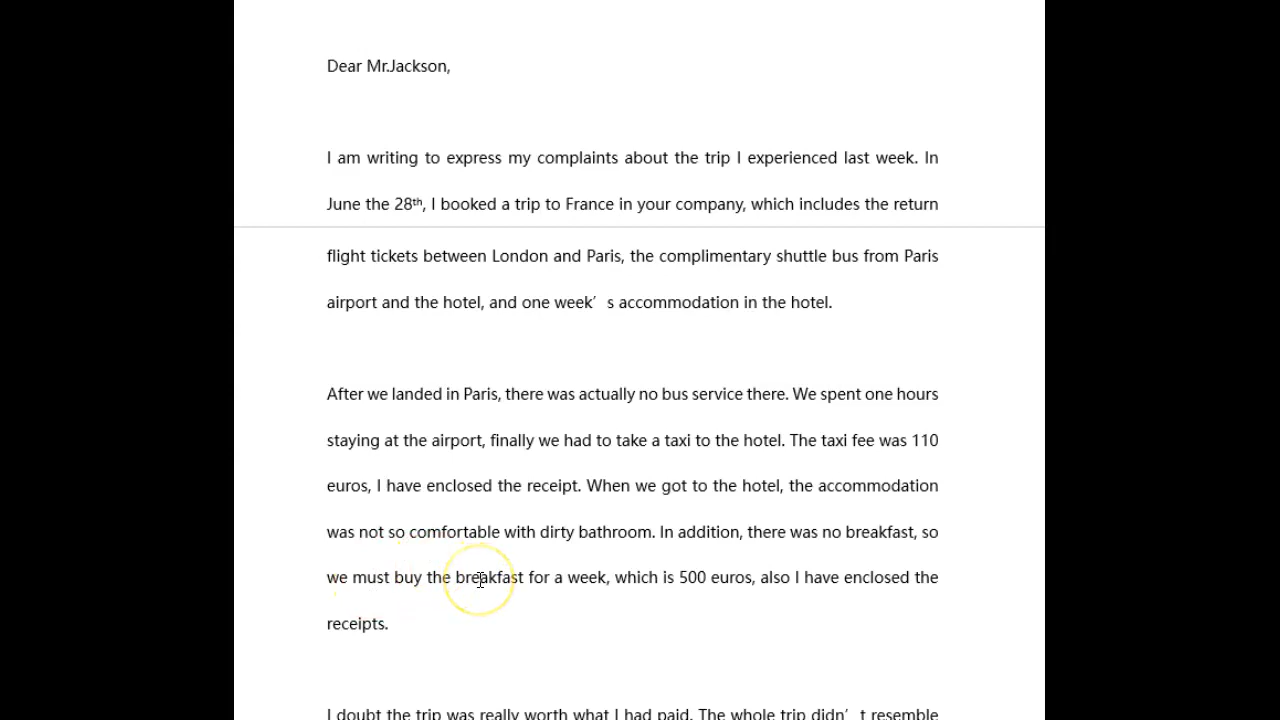 Dear Mr.Jackson,
I am writing to express my complaints about the trip I experienced last week. In
June the 28th, I booked a trip to France in your company, which includes the return
flight tickets between London and Paris, the complimentary shuttle bus from Paris
airport and the hotel, and one week’ s accommodation in the hotel.
After we landed in Paris, there was actually no bus service there. We spent one hours
staying at the airport, finally we had to take a taxi to the hotel. The taxi fee was 110
euros, I have enclosed the receipt. When we got to the hotel, the accommodation
was not so comfortable with dirty bathroom. In addition, there was no breakfast, so
we must buy the breakfast for a week, which is 500 euros, also I have enclosed the
receipts.
I doubt the trip was really worth what I had paid. The whole trip didn’ t resemble